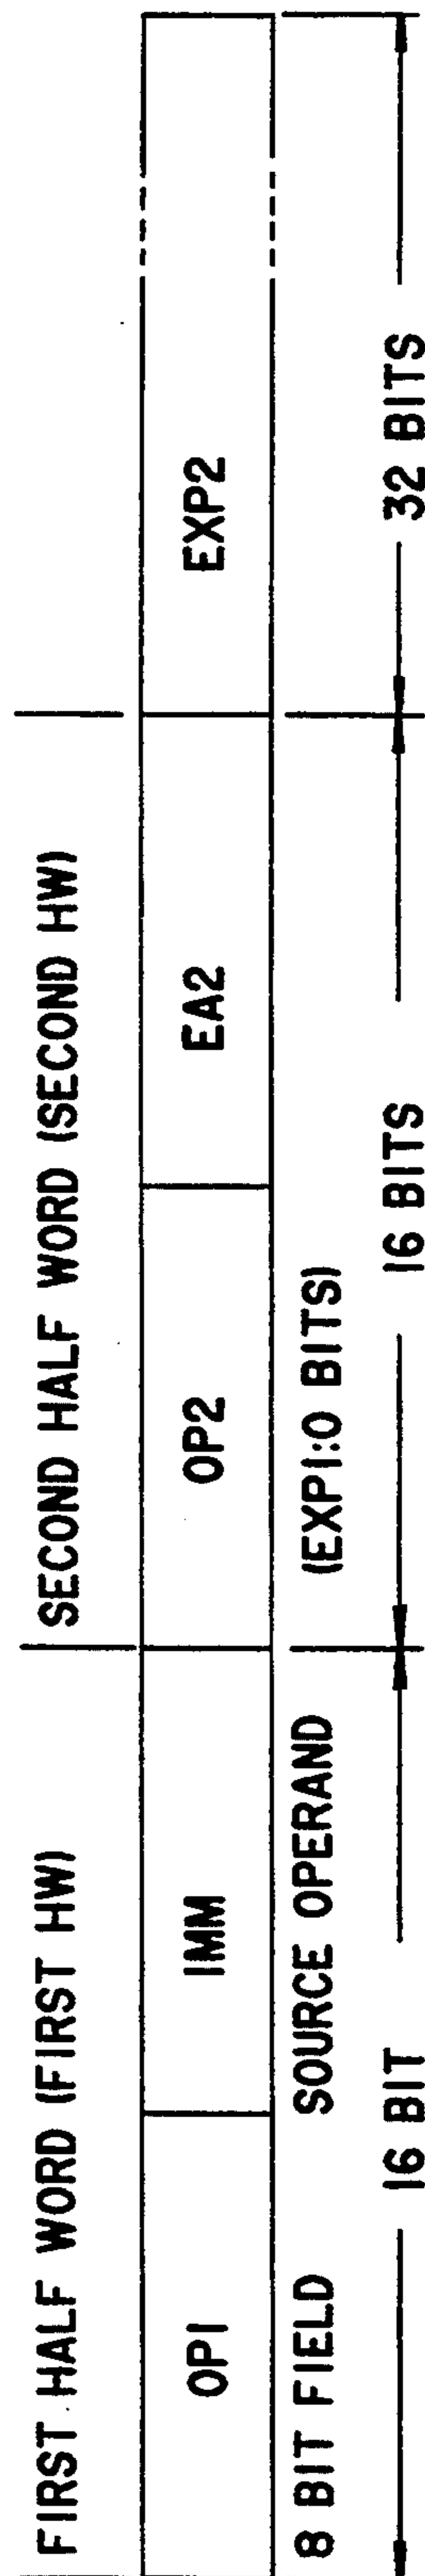 FIRST HALF WORD (FIRST HW) SECOND HALF WORD (SECOND HW)
OP1 IMM OP2 EA2 EXP2
8 BIT FIELD SOURCE OPERAND (EXP1:0 BITS)
16 BIT 16 BITS 32 BITS